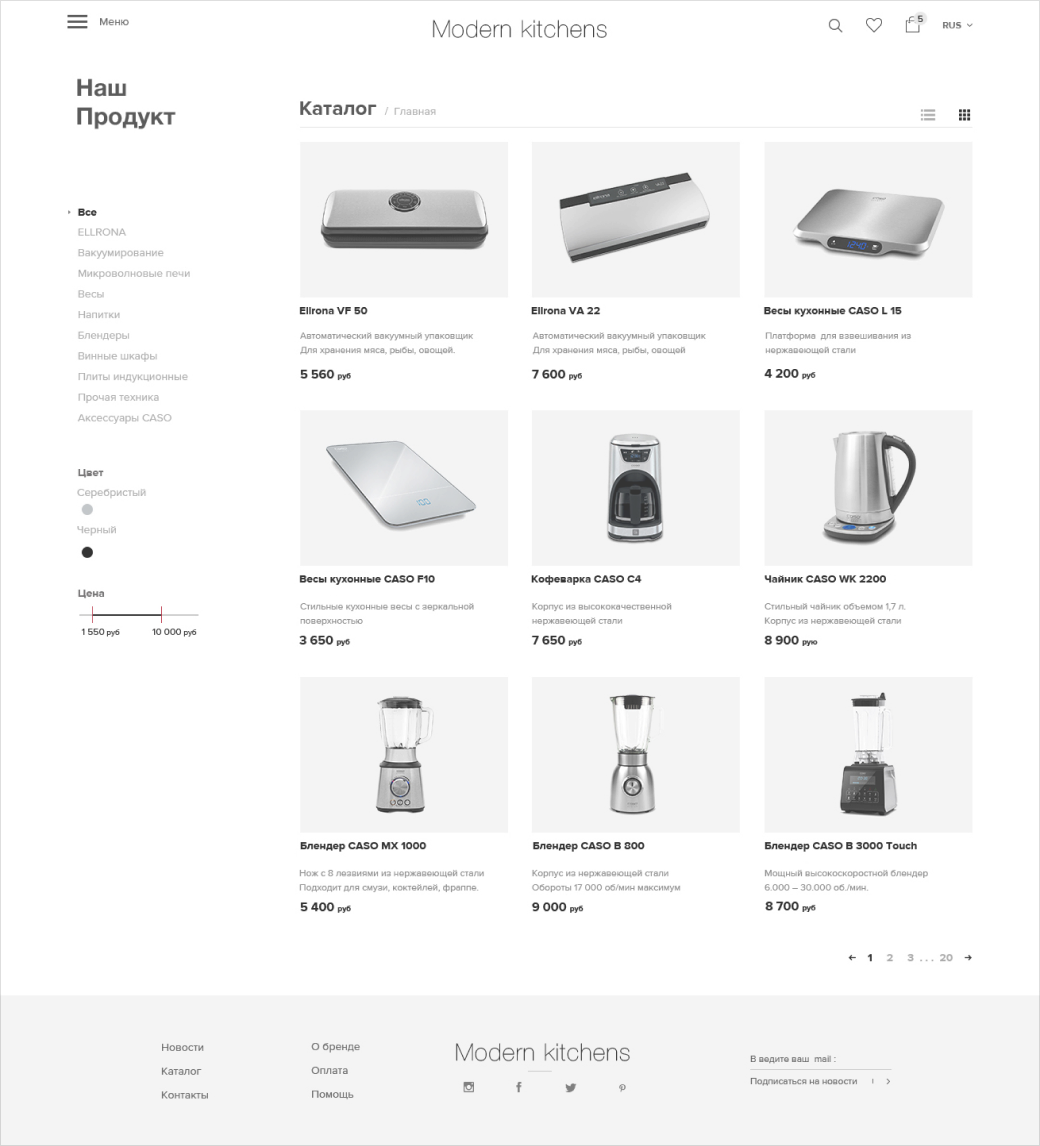 Меню
Modern kitchens
5
RUS
Наш
Продукт
Каталог / Главная
Все
ELLRONA
Вакуумирование
Микроволновые печи
Весы
Напитки
Блендеры
Винные шкафы
Плиты индукционные
Прочая техника
Аксессуары CASO
Цвет
Серебристый
Черный
Цена
1 550 руб
10 000 руб
Ellrona VF 50
Автоматический вакуумный упаковщик
Для хранения мяса, рыбы, овощей.
5 560 руб
Ellrona VA 22
Автоматический вакуумный упаковщик
Для хранения мяса, рыбы, овощей
7 600 руб
Весы кухонные CASO L 15
Платформа для взвешивания из
нержавеющей стали
4 200 руб
Весы кухонные CASO F10
Стильные кухонные весы с зеркальной
поверхностью
3 650 руб
Кофеварка CASO C4
Корпус из высококачественной
нержавеющей стали
7 650 руб
Чайник CASO WK 2200
Стильный чайник объемом 1,7 л.
Корпус из нержавеющей стали
8 900 рую
Блендер CASO MX 1000
Нож с 8 лезвиями из нержавеющей стали
Подходит для смузи, коктейлей, фраппе.
5 400 руб
Блендер CASO B 800
Корпус из нержавеющей стали
Обороты 17 000 об/мин максимум
9 000 руб
Блендер CASO B 3000 Touch
Мощный высокоскоростной блендер
6.000 – 30.000 об./мин.
8 700 руб
1 2 3 ... 20
Новости
Каталог
Контакты
О бренде
Оплата
Помощь
Modern kitchens
В ведите ваш mail :
Подписаться на новости